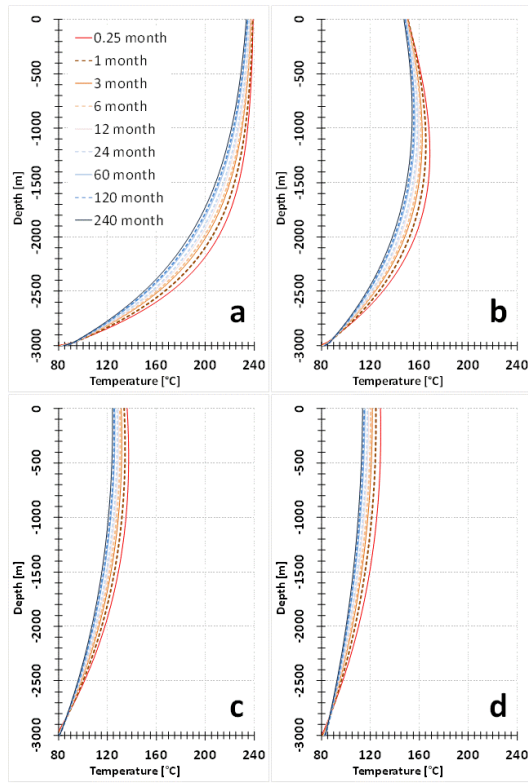 0
-500
-1000
-1500
-2000
-2500
-3000
Depth [m]
0.25 month
1 month
3 month
6 month
12 month
24 month
60 month
120 month
240 month
a
80 120 160 200 240
Temperature [°C]
0
-500
-1000
-1500
-2000
-2500
-3000
Depth [m]
b
80 120 160 200 240
Temperature [°C]
0
-500
-1000
-1500
-2000
-2500
-3000
Depth [m]
c
80 120 160 200 240
Temperature [°C]
0
-500
-1000
-1500
-2000
-2500
-3000
Depth [m]
d
80 120 160 200 240
Temperature [°C]